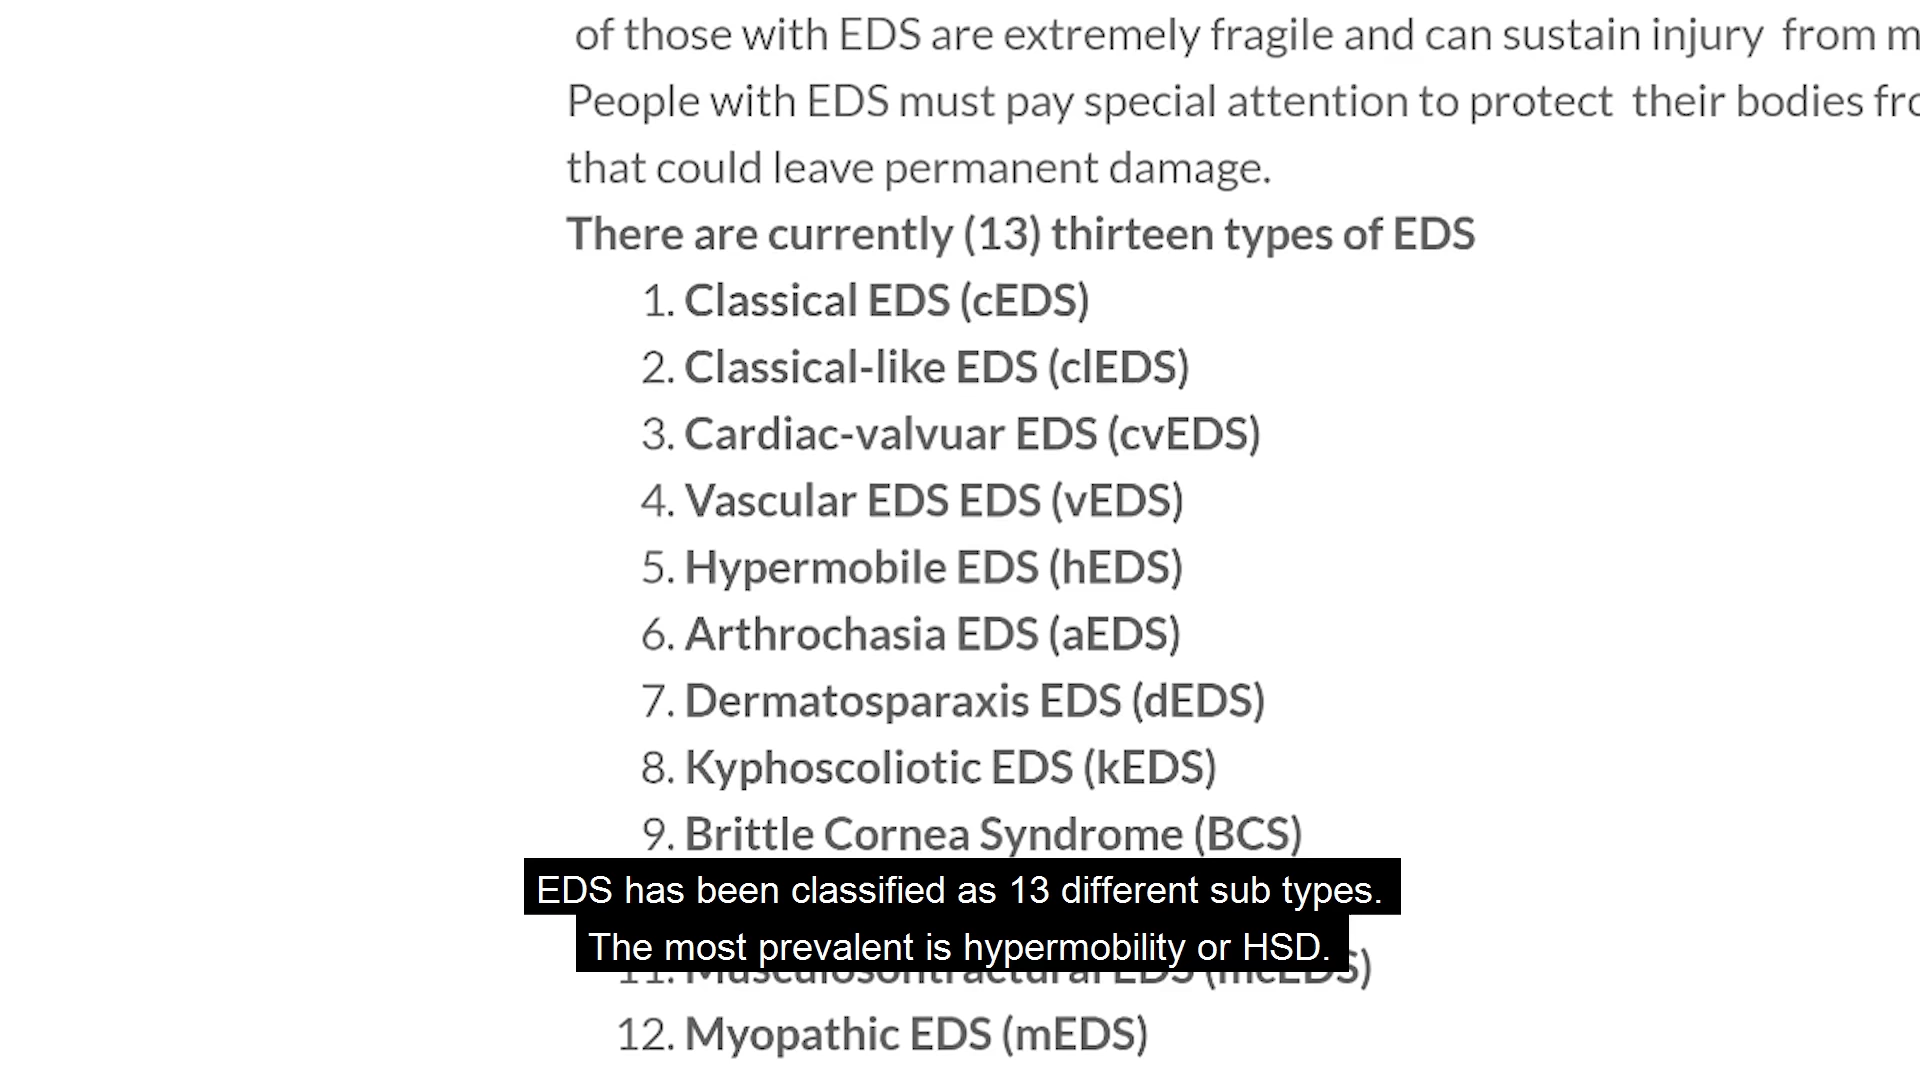 of those with EDS are extremely fragile and can sustain injury from m
People with EDS must pay special attention to protect their bodies fro
that could leave permanent damage.
There are currently (13) thirteen types of EDS
1. Classical EDS (cEDS)
2. Classical-like EDS (clEDS)
3. Cardiac-valvuar EDS (cvEDS)
4. Vascular EDS EDS (vEDS)
5. Hypermobile EDS (hEDS)
6. Arthrochasia EDS (aEDS)
7. Dermatosparaxis EDS (dEDS)
8. Kyphoscoliotic EDS (kEDS)
9. Brittle Cornea Syndrome (BCS)
EDS has been classified as 13 different sub types.
The most prevalent is hypermobility or HSD.
11. EDS (mcEDS)
12. Myopathic EDS (mEDS)